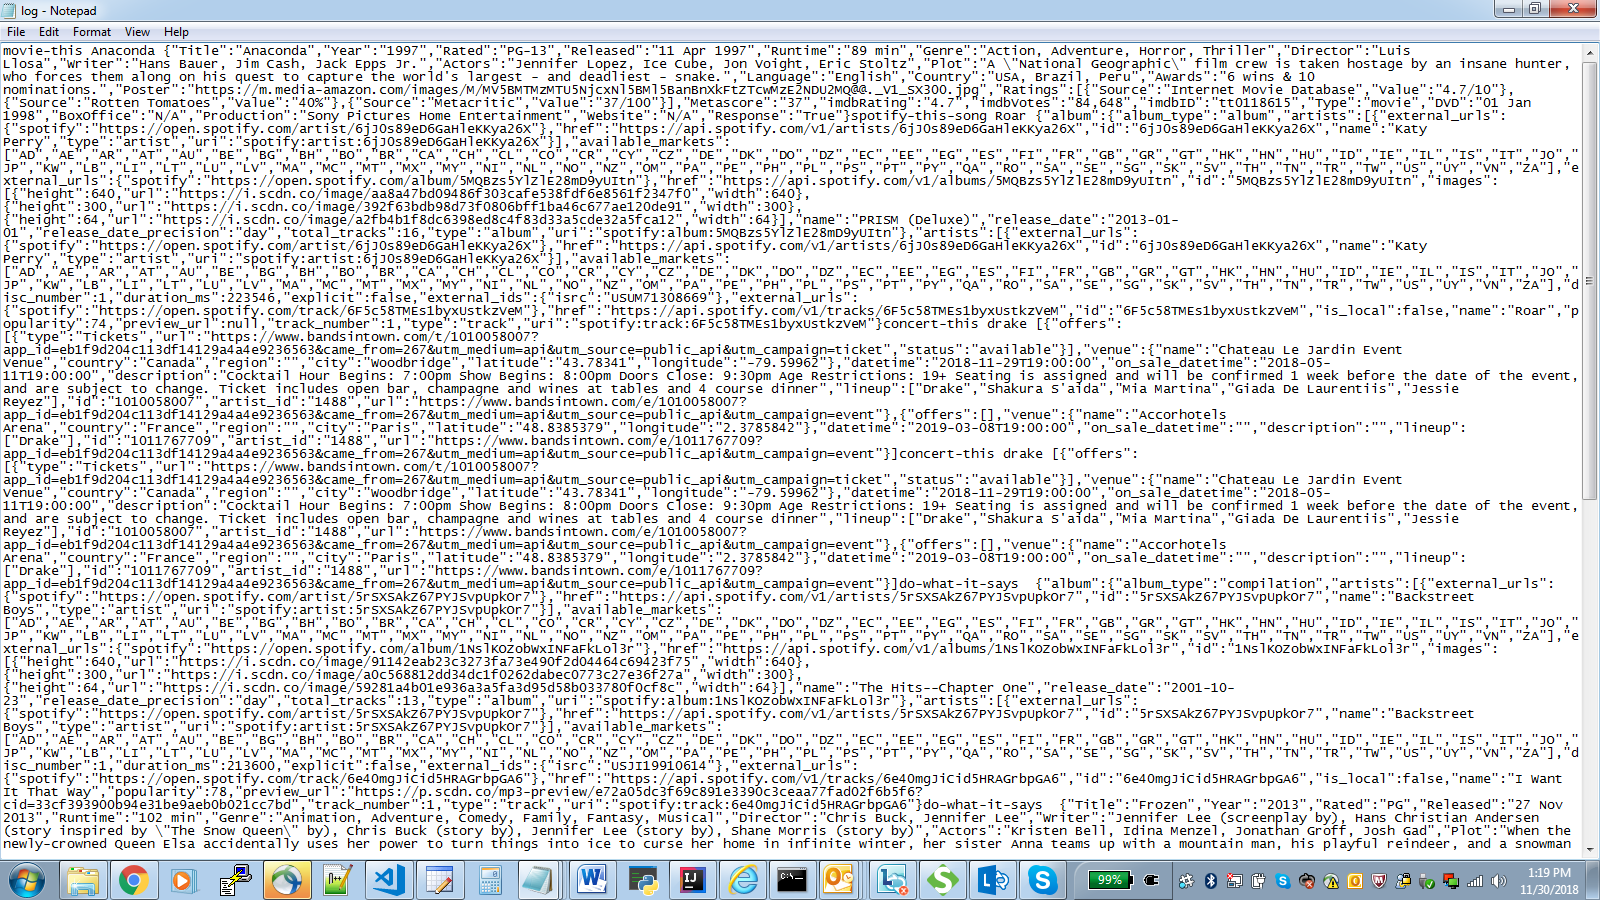 log - Notepad
File Edit Format View Help
movie-this Anaconda {"Title":"Anaconda","Year":"1997","Rated":"PG-13","Released":"11 Apr 1997","Runtime":"89 min","Genre":"Action, Adventure, Horror, Thriller","Director":"Luis
Llosa","Writer":"Hans Bauer, Jim Cash, Jack Epps Jr.","Actors":"Jennifer Lopez, Ice Cube, Jon Voight, Eric Stoltz","Plot":"A \"National Geographic\" film crew is taken hostage by an insane hunter,
who forces them along on his quest to capture the world's largest - and deadliest - snake.","Language":"English","Country":"USA, Brazil, Peru","Awards":"6 wins & 10
nominations.","Poster":"https://m.media-amazon.com/images/M/MV5BMTMzMTU5NjcxNl5BMl5BanBnXkFtZTcwMzE2NDU2MQ@@._V1_SX300.jpg","Ratings":[{"Source":"Internet Movie Database","Value":"4.7/10"},
{"Source":"Rotten Tomatoes","Value":"40%"},{"Source":"Metacritic","Value":"37/100"}],"Metascore":"37","imdbRating":"4.7","imdbVotes":"84,648","imdbID":"tt0118615","Type":"movie","DVD":"01 Jan
1998","BoxOffice":"N/A","Production":"Sony Pictures Home Entertainment","Website":"N/A","Response":"True"}spotify-this-song Roar {"album":{"album_type":"album","artists":[{"external_urls":
{"spotify":"https://open.spotify.com/artist/6jJ0s89eD6GaHleKKya26X"},"href":"https://api.spotify.com/v1/artists/6jJ0s89eD6GaHleKKya26X","id":"6jJ0s89eD6GaHleKKya26X","name":"Katy
Perry","type":"artist","uri":"spotify:artist:6jJ0s89eD6GaHleKKya26X"}],"available_markets":
["AD","AE","AR","AT","AU","BE","BG","BH","BO","BR","CA","CH","CL","CO","CR","CY","CZ","DE","DK","DO","DZ","EC","EE","EG","ES","FI","FR","GB","GR","GT","HK","HN","HU","ID","IE","IL","IS","IT","JO","
JP","KW","LB","LI","LT","LU","LV","MA","MC","MT","MX","MY","NI","NL","NO","NZ","OM","PA","PE","PH","PL","PS","PT","PY","QA","RO","SA","SE","SG","SK","SV","TH","TN","TR","TW","US","UY","VN","ZA"],"e
xternal_urls":{"spotify":"https://open.spotify.com/album/5MQBzs5YlZlE28mD9yUItn"},"href":"https://api.spotify.com/v1/albums/5MQBzs5YlZlE28mD9yUItn","id":"5MQBzs5YlZlE28mD9yUItn","images":
[{"height":640,"url":"https://i.scdn.co/image/aa8a47bd09486f303cafe538fdf6e8561f2347f0","width":640},
{"height":300,"url":"https://i.scdn.co/image/392f63bdb98d73f0806bff1ba46c677ae120de91","width":300},
{"height":64,"url":"https://i.scdn.co/image/a2fb4b1f8dc6398ed8c4f83d33a5cde32a5fca12","width":64}],"name":"PRISM (Deluxe)","release_date":"2013-01-
01","release_date_precision":"day","total_tracks":16,"type":"album","uri":"spotify:album:5MQBzs5YlZlE28mD9yUItn"},"artists":[{"external_urls":
{"spotify":"https://open.spotify.com/artist/6jJ0s89eD6GaHleKKya26X"},"href":"https://api.spotify.com/v1/artists/6jJ0s89eD6GaHleKKya26X","id":"6jJ0s89eD6GaHleKKya26X","name":"Katy
Perry","type":"artist","uri":"spotify:artist:6jJ0s89eD6GaHleKKya26X"}],"available_markets":
["AD","AE","AR","AT","AU","BE","BG","BH","BO","BR","CA","CH","CL","CO","CR","CY","CZ","DE","DK","DO","DZ","EC","EE","EG","ES","FI","FR","GB","GR","GT","HK","HN","HU","ID","IE","IL","IS","IT","JO","
JP","KW","LB","LI","LT","LU","LV","MA","MC","MT","MX","MY","NI","NL","NO","NZ","OM","PA","PE","PH","PL","PS","PT","PY","QA","RO","SA","SE","SG","SK","SV","TH","TN","TR","TW","US","UY","VN","ZA"],"d
isc_number":1,"duration_ms":223546,"explicit":false,"external_ids":{"isrc":"USUM71308669"},"external_urls":
{"spotify":"https://open.spotify.com/track/6F5c58TMEs1byxUstkzVeM"},"href":"https://api.spotify.com/v1/tracks/6F5c58TMEs1byxUstkzVeM","id":"6F5c58TMEs1byxUstkzVeM","is_local":false,"name":"Roar","p
opularity":74,"preview_url":null,"track_number":1,"type":"track","uri":"spotify:track:6F5c58TMEs1byxUstkzVeM"}concert-this drake [{"offers":
[{"type":"Tickets","url":"https://www.bandsintown.com/t/1010058007?
app_id=eb1f9d204c113df14129a4a4e9236563&came_from=267&utm_medium=api&utm_source=public_api&utm_campaign=ticket","status":"available"}],"venue":{"name":"Chateau Le Jardin Event
Venue","country":"Canada","region":"","city":"Woodbridge","latitude":"43.78341","longitude":"-79.59962"},"datetime":"2018-11-29T19:00:00","on_sale_datetime":"2018-05-
11T19:00:00","description":"Cocktail Hour Begins: 7:00pm Show Begins: 8:00pm Doors Close: 9:30pm Age Restrictions: 19+ Seating is assigned and will be confirmed 1 week before the date of the event,
and are subject to change. Ticket includes open bar, champagne and wines at tables and 4 course dinner","lineup":["Drake","Shakura S'aida","Mia Martina","Giada De Laurentiis","Jessie
Reyez"],"id":"1010058007","artist_id":"1488","url":"https://www.bandsintown.com/e/1010058007?
app_id=eb1f9d204c113df14129a4a4e9236563&came_from=267&utm_medium=api&utm_source=public_api&utm_campaign=event"},{"offers":[],"venue":{"name":"Accorhotels
Arena","country":"France","region":"","city":"Paris","latitude":"48.8385379","longitude":"2.3785842"},"datetime":"2019-03-08T19:00:00","on_sale_datetime":"","description":"","lineup":
["Drake"],"id":"1011767709","artist_id":"1488","url":"https://www.bandsintown.com/e/1011767709?
app_id=eb1f9d204c113df14129a4a4e9236563&came_from=267&utm_medium=api&utm_source=public_api&utm_campaign=event"}]concert-this drake [{"offers":
[{"type":"Tickets","url":"https://www.bandsintown.com/t/1010058007?
app_id=eb1f9d204c113df14129a4a4e9236563&came_from=267&utm_medium=api&utm_source=public_api&utm_campaign=ticket","status":"available"}],"venue":{"name":"Chateau Le Jardin Event
Venue","country":"Canada","region":"","city":"Woodbridge","latitude":"43.78341","longitude":"-79.59962"},"datetime":"2018-11-29T19:00:00","on_sale_datetime":"2018-05-
11T19:00:00","description":"Cocktail Hour Begins: 7:00pm Show Begins: 8:00pm Doors Close: 9:30pm Age Restrictions: 19+ Seating is assigned and will be confirmed 1 week before the date of the event,
and are subject to change. Ticket includes open bar, champagne and wines at tables and 4 course dinner","lineup":["Drake","Shakura S'aida","Mia Martina","Giada De Laurentiis","Jessie
Reyez"],"id":"1010058007","artist_id":"1488","url":"https://www.bandsintown.com/e/1010058007?
app_id=eb1f9d204c113df14129a4a4e9236563&came_from=267&utm_medium=api&utm_source=public_api&utm_campaign=event"},{"offers":[],"venue":{"name":"Accorhotels
Arena","country":"France","region":"","city":"Paris","latitude":"48.8385379","longitude":"2.3785842"},"datetime":"2019-03-08T19:00:00","on_sale_datetime":"","description":"","lineup":
["Drake"],"id":"1011767709","artist_id":"1488","url":"https://www.bandsintown.com/e/1011767709?
app_id=eb1f9d204c113df14129a4a4e9236563&came_from=267&utm_medium=api&utm_source=public_api&utm_campaign=event"}]do-what-it-says  {"album":{"album_type":"compilation","artists":[{"external_urls":
{"spotify":"https://open.spotify.com/artist/5rSXSAkZ67PYJSvpUpkOr7"},"href":"https://api.spotify.com/v1/artists/5rSXSAkZ67PYJSvpUpkOr7","id":"5rSXSAkZ67PYJSvpUpkOr7","name":"Backstreet
Boys","type":"artist","uri":"spotify:artist:5rSXSAkZ67PYJSvpUpkOr7"}],"available_markets":
["AD","AE","AR","AT","AU","BE","BG","BH","BO","BR","CA","CH","CL","CO","CR","CY","CZ","DE","DK","DO","DZ","EC","EE","EG","ES","FI","FR","GB","GR","GT","HK","HN","HU","ID","IE","IL","IS","IT","JO","
JP","KW","LB","LI","LT","LU","LV","MA","MC","MT","MX","MY","NI","NL","NO","NZ","OM","PA","PE","PH","PL","PS","PT","PY","QA","RO","SA","SE","SG","SK","SV","TH","TN","TR","TW","US","UY","VN","ZA"],"e
xternal_urls":{"spotify":"https://open.spotify.com/album/1NslKOZobWxINFaFkLol3r"},"href":"https://api.spotify.com/v1/albums/1NslKOZobWxINFaFkLol3r","id":"1NslKOZobWxINFaFkLol3r","images":
[{"height":640,"url":"https://i.scdn.co/image/91142eab23c3273fa73e490f2d04464c69423f75","width":640},
{"height":300,"url":"https://i.scdn.co/image/a0c568812dd34dc1f0262dabec0773c27e36f27a","width":300},
{"height":64,"url":"https://i.scdn.co/image/59281a4b01e936a3a5fa3d95d58b033780f0cf8c","width":64}],"name":"The Hits--Chapter One","release_date":"2001-10-
23","release_date_precision":"day","total_tracks":13,"type":"album","uri":"spotify:album:1NslKOZobWxINFaFkLol3r"},"artists":[{"external_urls":
{"spotify":"https://open.spotify.com/artist/5rSXSAkZ67PYJSvpUpkOr7"},"href":"https://api.spotify.com/v1/artists/5rSXSAkZ67PYJSvpUpkOr7","id":"5rSXSAkZ67PYJSvpUpkOr7","name":"Backstreet
Boys","type":"artist","uri":"spotify:artist:5rSXSAkZ67PYJSvpUpkOr7"}],"available_markets":
["AD","AE","AR","AT","AU","BE","BG","BH","BO","BR","CA","CH","CL","CO","CR","CY","CZ","DE","DK","DO","DZ","EC","EE","EG","ES","FI","FR","GB","GR","GT","HK","HN","HU","ID","IE","IL","IS","IT","JO","
JP","KW","LB","LI","LT","LU","LV","MA","MC","MT","MX","MY","NI","NL","NO","NZ","OM","PA","PE","PH","PL","PS","PT","PY","QA","RO","SA","SE","SG","SK","SV","TH","TN","TR","TW","US","UY","VN","ZA"],"d
isc_number":1,"duration_ms":213600,"explicit":false,"external_ids":{"isrc":"USJI19910614"},"external_urls":
{"spotify":"https://open.spotify.com/track/6e40mgJiCid5HRAGrbpGA6"},"href":"https://api.spotify.com/v1/tracks/6e40mgJiCid5HRAGrbpGA6","id":"6e40mgJiCid5HRAGrbpGA6","is_local":false,"name":"I Want
It That Way","popularity":78,"preview_url":"https://p.scdn.co/mp3-preview/e72a05dc3f69c891e3390c3ceaa77fad02f6b5f6?
cid=33cf393900b94e31be9aeb0b021cc7bd","track_number":1,"type":"track","uri":"spotify:track:6e40mgJiCid5HRAGrbpGA6"}do-what-it-says  {"Title":"Frozen","Year":"2013","Rated":"PG","Released":"27 Nov
2013","Runtime":"102 min","Genre":"Animation, Adventure, Comedy, Family, Fantasy, Musical","Director":"Chris Buck, Jennifer Lee","Writer":"Jennifer Lee (screenplay by), Hans Christian Andersen
(story inspired by \"The Snow Queen\" by), Chris Buck (story by), Jennifer Lee (story by), Shane Morris (story by)","Actors":"Kristen Bell, Idina Menzel, Jonathan Groff, Josh Gad","Plot":"When the
newly-crowned Queen Elsa accidentally uses her power to turn things into ice to curse her home in infinite winter, her sister Anna teams up with a mountain man, his playful reindeer, and a snowman
99%
1:19 PM
11/30/2018